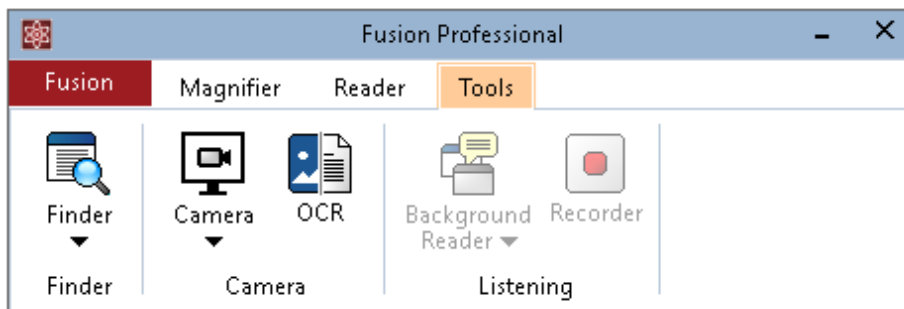 Fusion Professional
Fusion Magnifier Reader Tools
Finder Camera OCR Background Reader Recorder
Finder Camera Listening